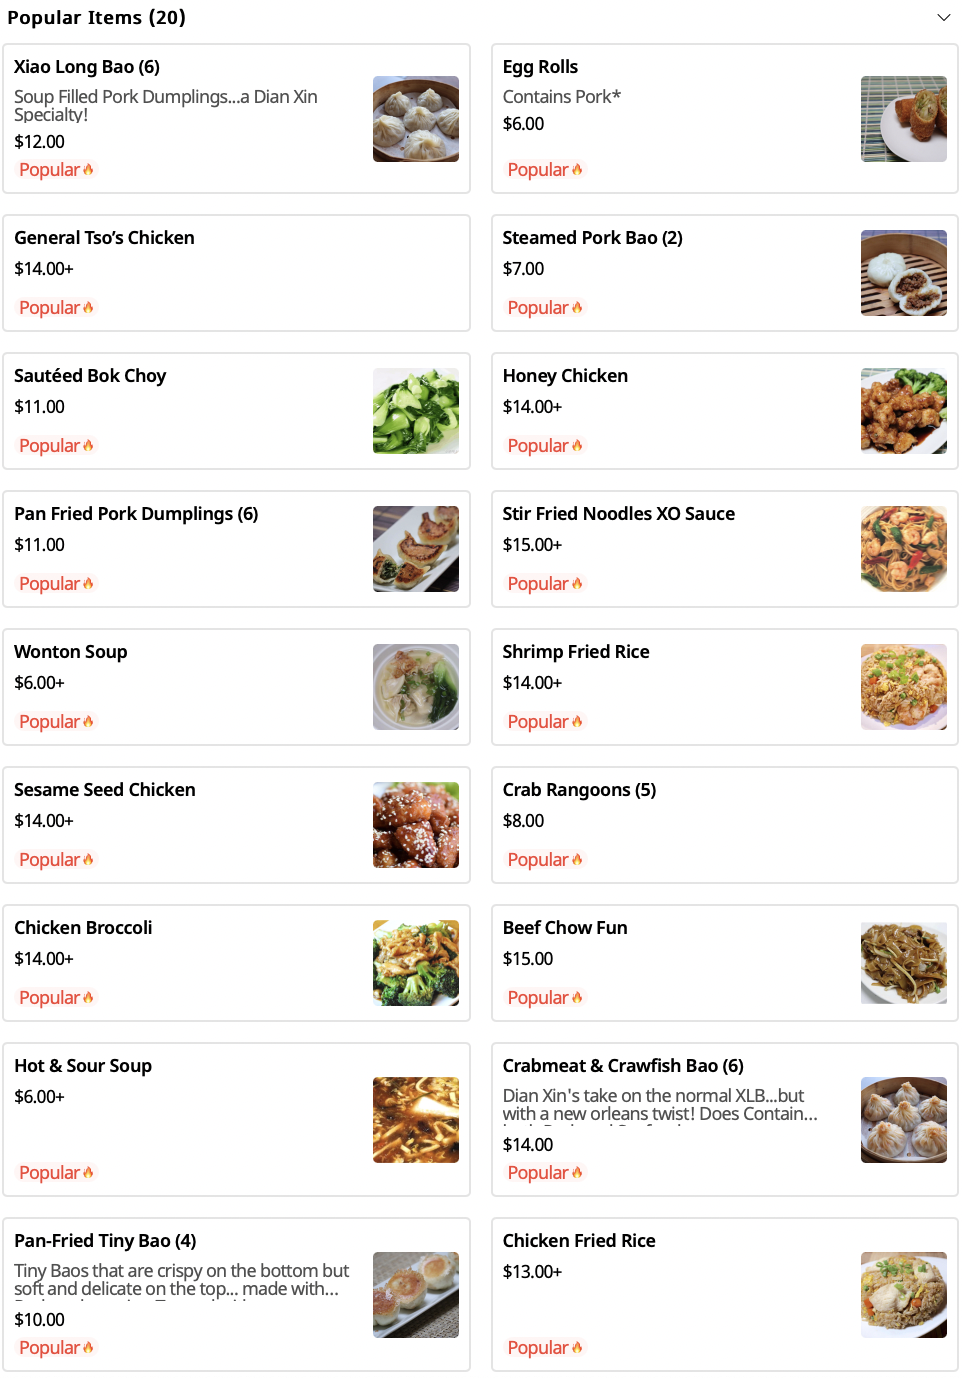 Popular Items (20)
Xiao Long Bao (6)
Soup Filled Pork Dumplings...a Dian Xin
Specialty!
$12.00
Popular🔥
Egg Rolls
Contains Pork*
$6.00
Popular🔥
General Tso’s Chicken
$14.00+
Popular🔥
Steamed Pork Bao (2)
$7.00
Popular🔥
Sautéed Bok Choy
$11.00
Popular🔥
Honey Chicken
$14.00+
Popular🔥
Pan Fried Pork Dumplings (6)
$11.00
Popular🔥
Stir Fried Noodles XO Sauce
$15.00+
Popular🔥
Wonton Soup
$6.00+
Popular🔥
Shrimp Fried Rice
$14.00+
Popular🔥
Sesame Seed Chicken
$14.00+
Popular🔥
Crab Rangoons (5)
$8.00
Popular🔥
Chicken Broccoli
$14.00+
Popular🔥
Beef Chow Fun
$15.00
Popular🔥
Hot & Sour Soup
$6.00+
Popular🔥
Crabmeat & Crawfish Bao (6)
Dian Xin's take on the normal XLB...but
with a new orleans twist! Does Contain...
$14.00
Popular🔥
Pan-Fried Tiny Bao (4)
Tiny Baos that are crispy on the bottom but
soft and delicate on the top... made with...
$10.00
Popular🔥
Chicken Fried Rice
$13.00+
Popular🔥